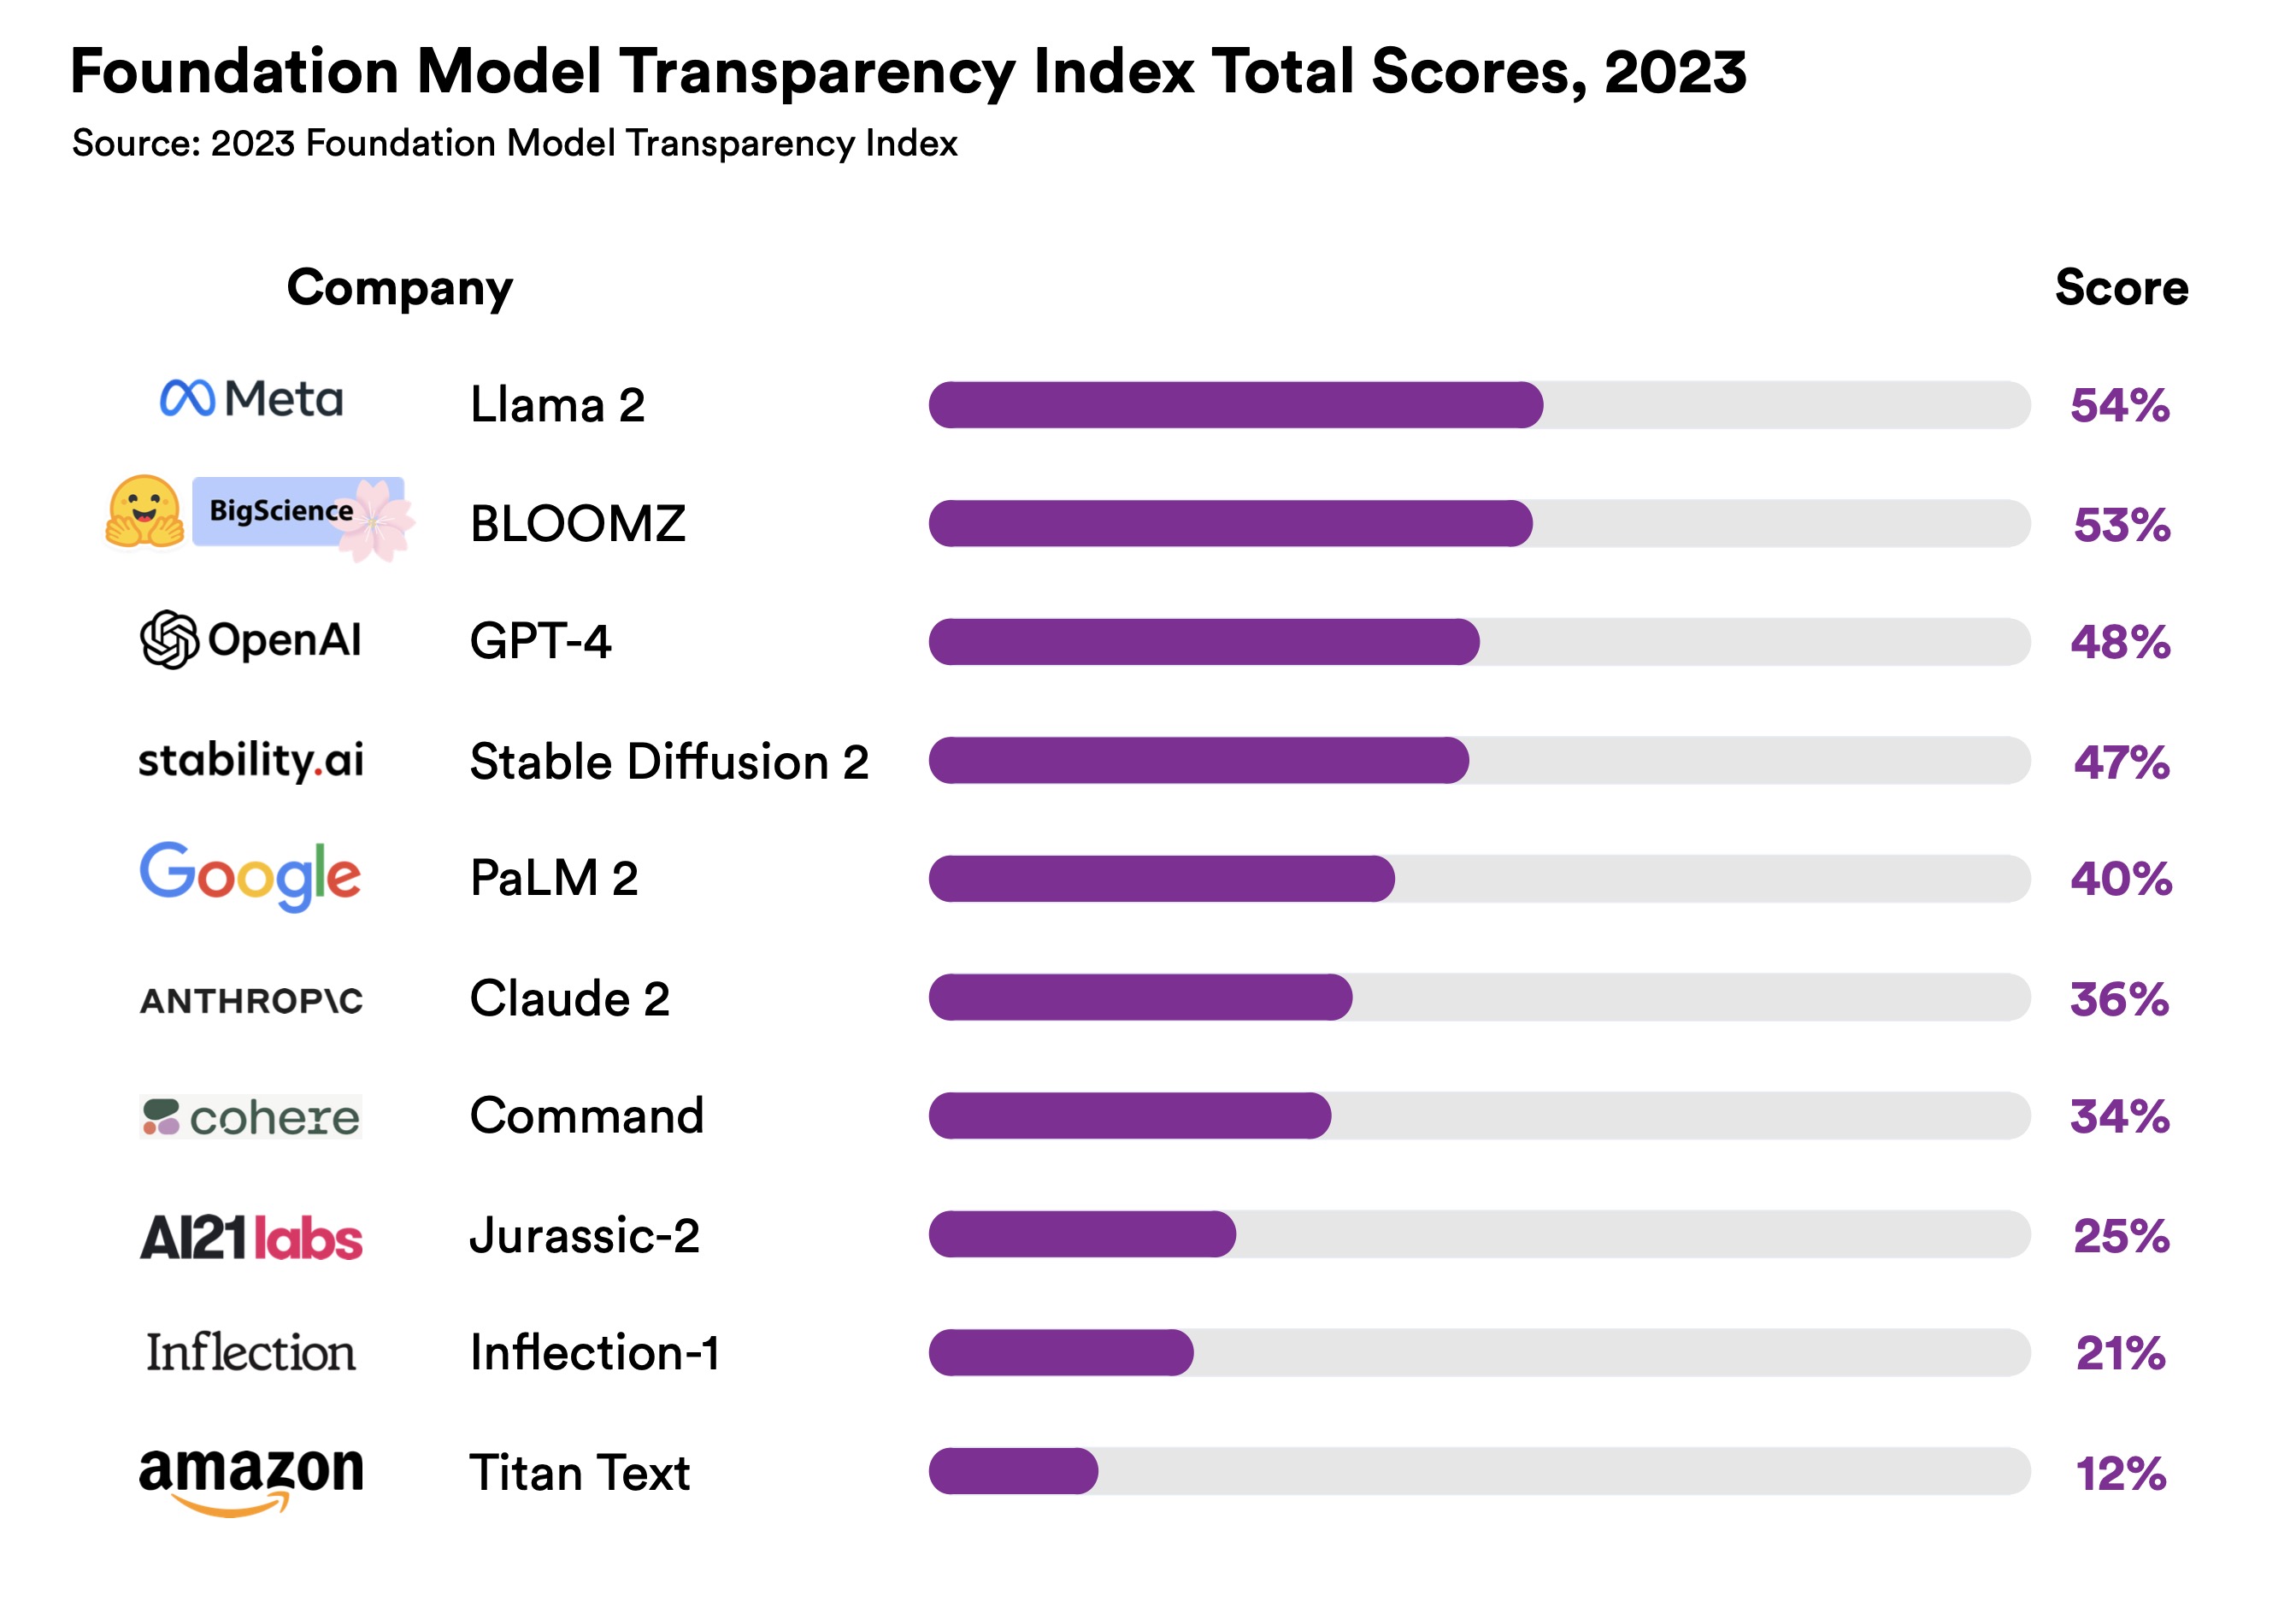 Foundation Model Transparency Index Total Scores, 2023
Source: 2023 Foundation Model Transparency Index
Company Score
Meta Llama 2 54%
BigScience BLOOMZ 53%
OpenAI GPT-4 48%
stability.ai Stable Diffusion 2 47%
Google PaLM 2 40%
ANTHROP\C Claude 2 36%
cohere Command 34%
AI21labs Jurassic-2 25%
Inflection Inflection-1 21%
amazon Titan Text 12%